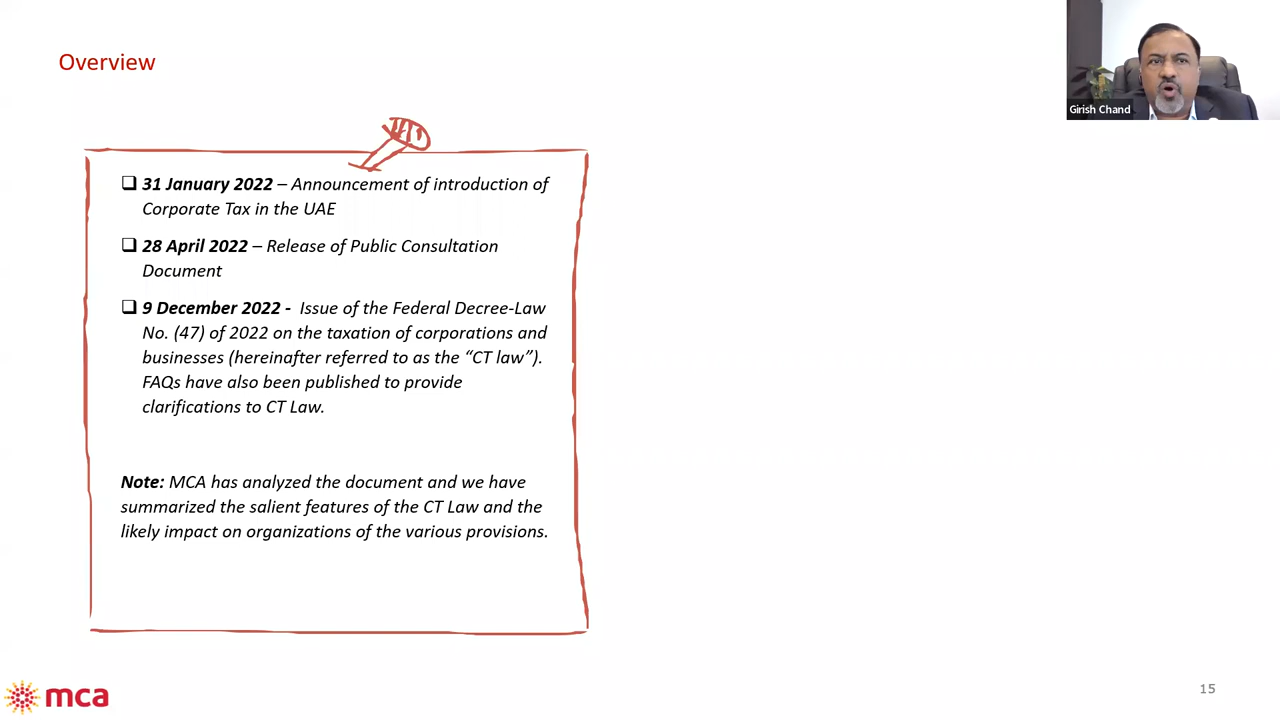 Overview
Girish Chand
31 January 2022 – Announcement of introduction of
Corporate Tax in the UAE
28 April 2022 – Release of Public Consultation
Document
9 December 2022 - Issue of the Federal Decree-Law
No. (47) of 2022 on the taxation of corporations and
businesses (hereinafter referred to as the “CT law”).
FAQs have also been published to provide
clarifications to CT Law.
Note: MCA has analyzed the document and we have
summarized the salient features of the CT Law and the
likely impact on organizations of the various provisions.
mca
15